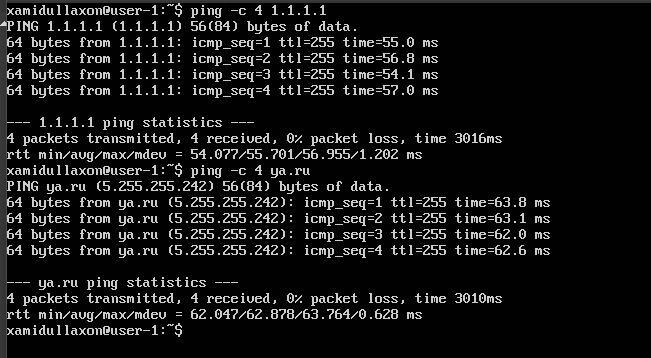 xamidullaxon@user-1:~$ ping -c 4 1.1.1.1
PING 1.1.1.1 (1.1.1.1) 56(84) bytes of data.
64 bytes from 1.1.1.1: icmp_seq=1 ttl=255 time=55.0 ms
64 bytes from 1.1.1.1: icmp_seq=2 ttl=255 time=56.8 ms
64 bytes from 1.1.1.1: icmp_seq=3 ttl=255 time=54.1 ms
64 bytes from 1.1.1.1: icmp_seq=4 ttl=255 time=57.0 ms

--- 1.1.1.1 ping statistics ---
4 packets transmitted, 4 received, 0% packet loss, time 3016ms
rtt min/avg/max/mdev = 54.077/55.701/56.955/1.202 ms
xamidullaxon@user-1:~$ ping -c 4 ya.ru
PING ya.ru (5.255.255.242) 56(84) bytes of data.
64 bytes from ya.ru (5.255.255.242): icmp_seq=1 ttl=255 time=63.8 ms
64 bytes from ya.ru (5.255.255.242): icmp_seq=2 ttl=255 time=63.1 ms
64 bytes from ya.ru (5.255.255.242): icmp_seq=3 ttl=255 time=62.0 ms
64 bytes from ya.ru (5.255.255.242): icmp_seq=4 ttl=255 time=62.6 ms

--- ya.ru ping statistics ---
4 packets transmitted, 4 received, 0% packet loss, time 3010ms
rtt min/avg/max/mdev = 62.047/62.878/63.764/0.628 ms
xamidullaxon@user-1:~$